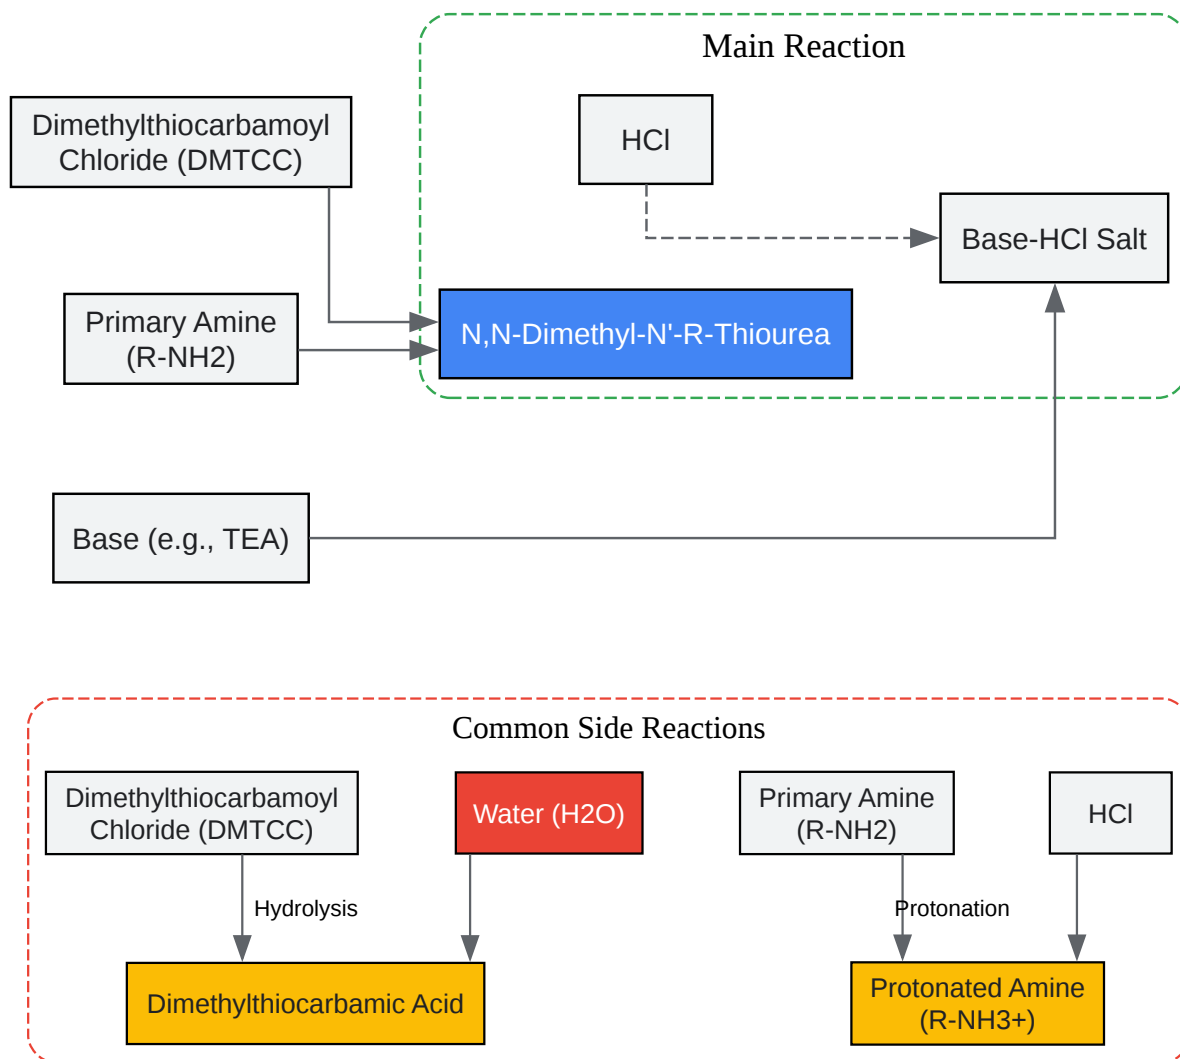 Main Reaction
Dimethylthiocarbamoyl
Chloride (DMTCC)
HCl
Base-HCl Salt
Primary Amine
(R-NH2)
N,N-Dimethyl-N'-R-Thiourea
Base (e.g., TEA)
Common Side Reactions
Dimethylthiocarbamoyl
Chloride (DMTCC)
Water (H2O)
Primary Amine
(R-NH2)
HCl
Hydrolysis
Protonation
Dimethylthiocarbamic Acid
Protonated Amine
(R-NH3+)